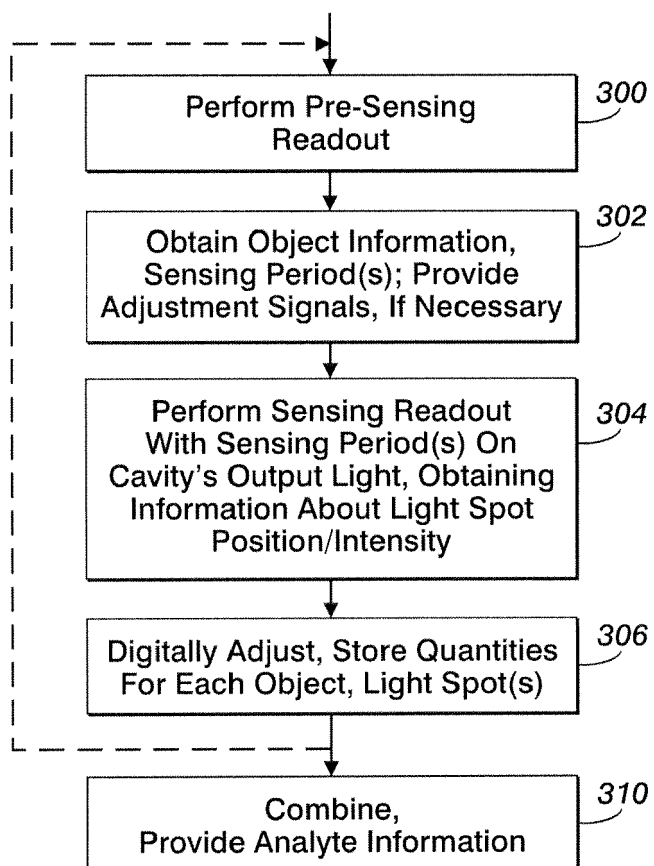 Perform Pre-Sensing
Readout
300
Obtain Object Information,
Sensing Period(s); Provide
Adjustment Signals, If Necessary
302
Perform Sensing Readout
With Sensing Period(s) On
Cavity's Output Light, Obtaining
Information About Light Spot
Position/Intensity
304
Digitally Adjust, Store Quantities
For Each Object, Light Spot(s)
306
Combine,
Provide Analyte Information
310